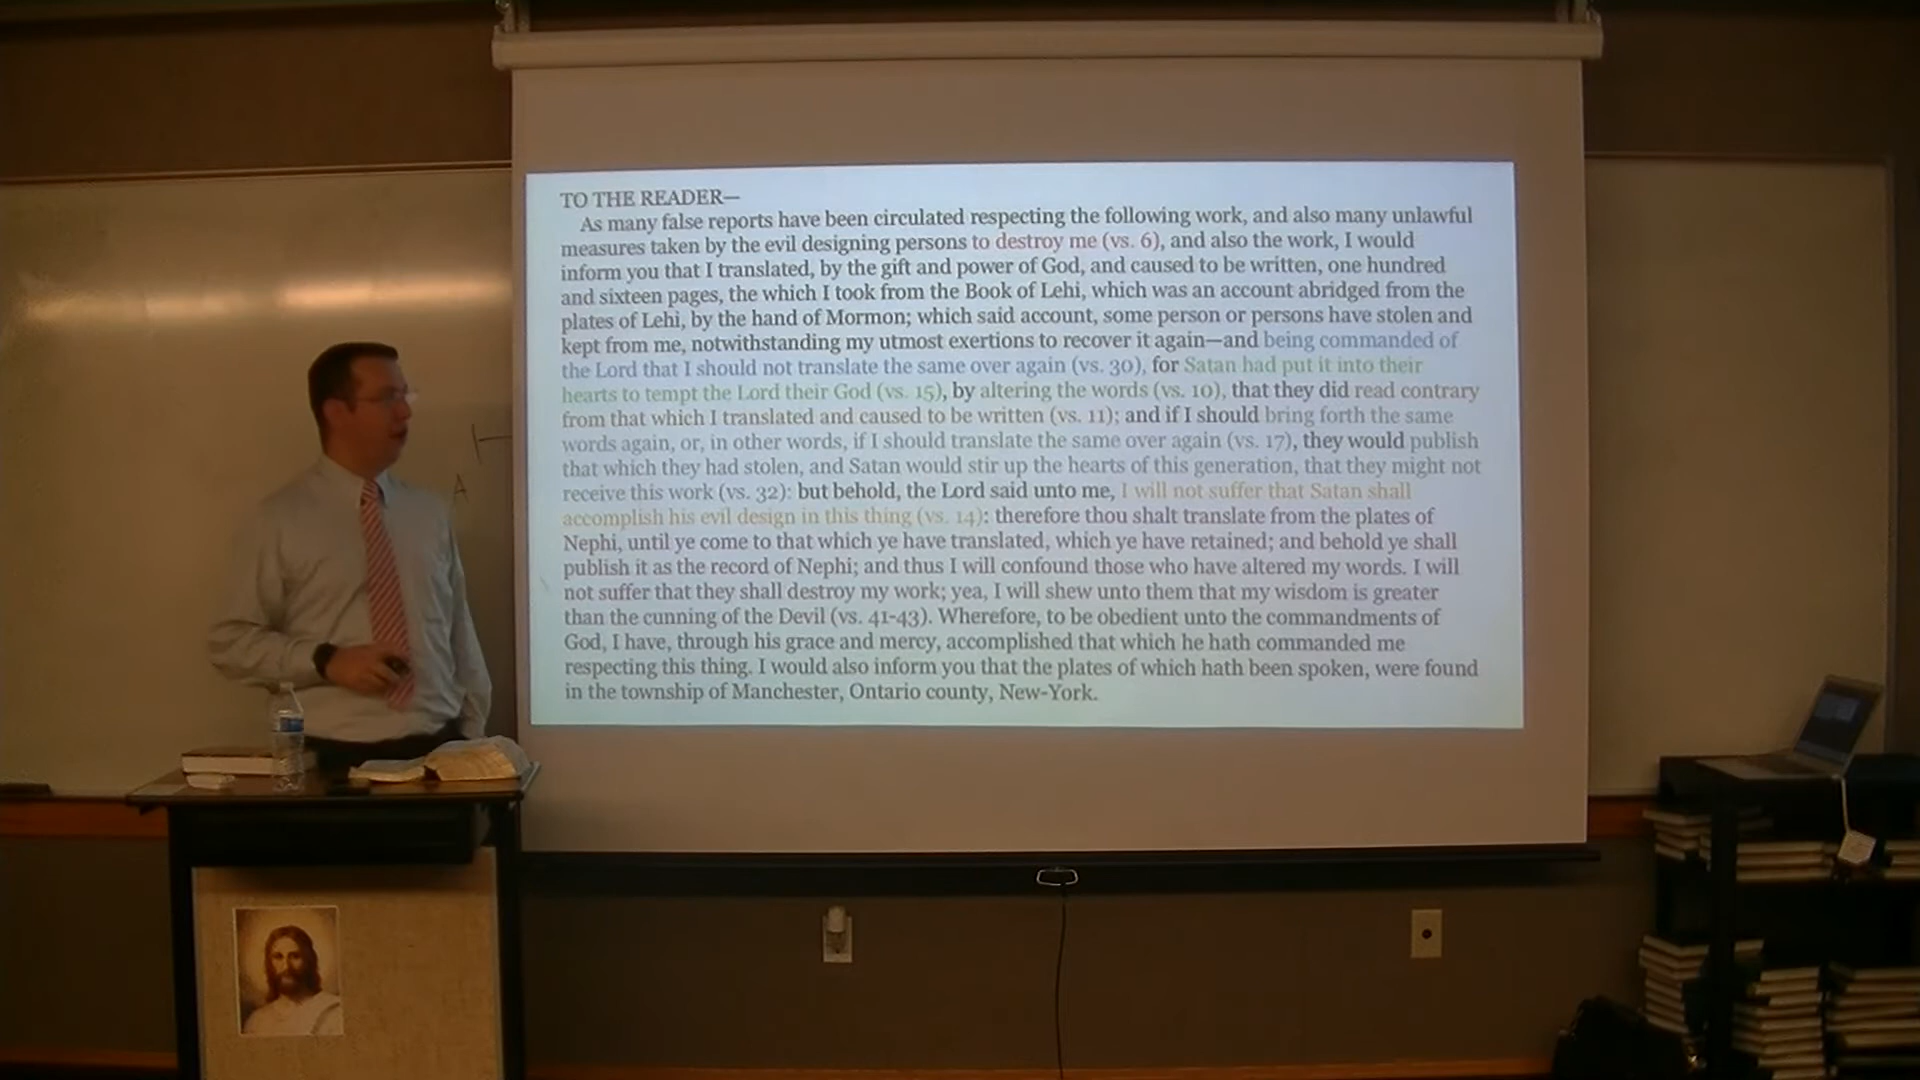 TO THE READER—
As many false reports have been circulated respecting the following work, and also many unlawful
measures taken by the evil designing persons to destroy me (vs. 6), and also the work, I would
inform you that I translated, by the gift and power of God, and caused to be written, one hundred
and sixteen pages, the which I took from the Book of Lehi, which was an account abridged from the
plates of Lehi, by the hand of Mormon; which said account, some person or persons have stolen and
kept from me, notwithstanding my utmost exertions to recover it again—and being commanded of
the Lord that I should not translate the same over again (vs. 30), for Satan had put it into their
hearts to tempt the Lord their God (vs. 15), by altering the words (vs. 10), that they did read contrary
from that which I translated and caused to be written (vs. 11); and if I should bring forth the same
words again, or, in other words, if I should translate the same over again (vs. 17), they would publish
that which they had stolen, and Satan would stir up the hearts of this generation, that they might not
receive this work (vs. 32): but behold, the Lord said unto me, I will not suffer that Satan shall
accomplish his evil design in this thing (vs. 14): therefore thou shalt translate from the plates of
Nephi, until ye come to that which ye have translated, which ye have retained; and behold ye shall
publish it as the record of Nephi; and thus I will confound those who have altered my words. I will
not suffer that they shall destroy my work; yea, I will shew unto them that my wisdom is greater
than the cunning of the Devil (vs. 41-43). Wherefore, to be obedient unto the commandments of
God, I have, through his grace and mercy, accomplished that which he hath commanded me
respecting this thing. I would also inform you that the plates of which hath been spoken, were found
in the township of Manchester, Ontario county, New-York.
A